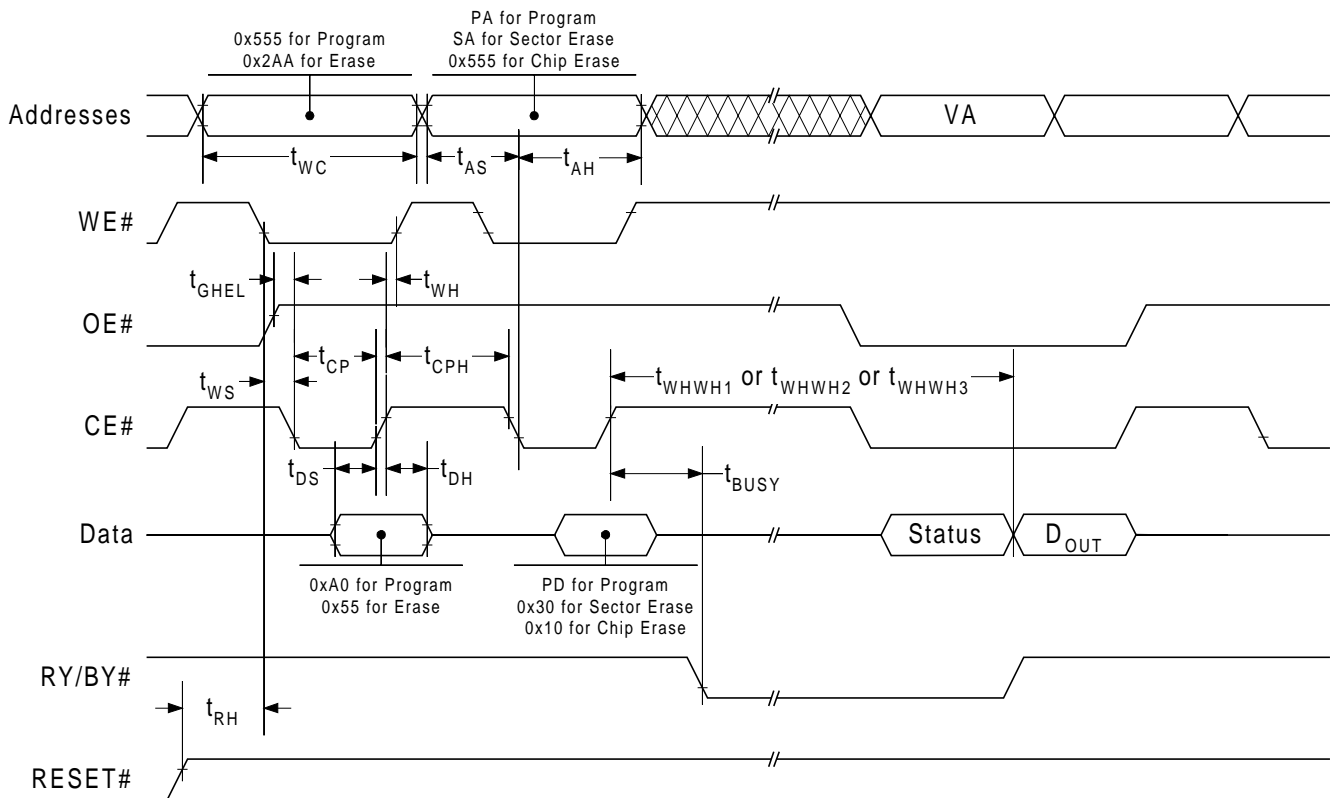 PA for Program
SA for Sector Erase
0x555 for Chip Erase
0x555 for Program
0x2AA for Erase
Addresses
VA
tWC
tAS
tAH
WE#
tGHEL
tWH
OE#
tCP
tCPH
tWS
tWHWH1 or tWHWH2 or tWHWH3
CE#
tDS
tDH
tBUSY
Data
Status
DOUT
0xA0 for Program
0x55 for Erase
PD for Program
0x30 for Sector Erase
0x10 for Chip Erase
RY/BY#
tRH
RESET#